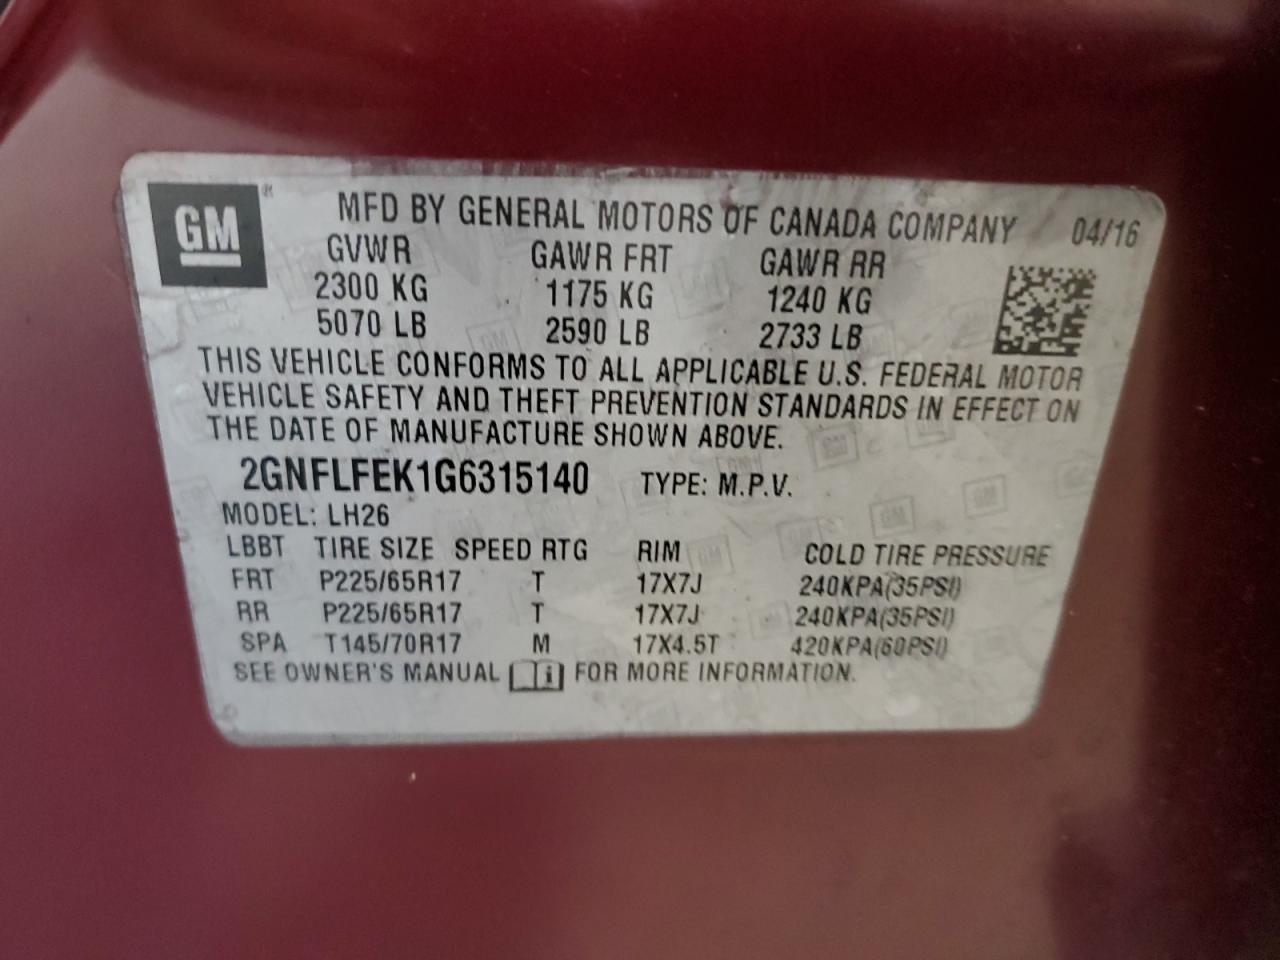 GM ®
MFD BY GENERAL MOTORS OF CANADA COMPANY 04/16
GVWR GAWR FRT GAWR RR
2300 KG 1175 KG 1240 KG
5070 LB 2590 LB 2733 LB
THIS VEHICLE CONFORMS TO ALL APPLICABLE U.S. FEDERAL MOTOR
VEHICLE SAFETY AND THEFT PREVENTION STANDARDS IN EFFECT ON
THE DATE OF MANUFACTURE SHOWN ABOVE.
2GNFLFEK1G6315140 TYPE: M.P.V.
MODEL: LH26
LBBT TIRE SIZE SPEED RTG RIM COLD TIRE PRESSURE
FRT P225/65R17 T 17X7J 240KPA(35PSI)
RR P225/65R17 T 17X7J 240KPA(35PSI)
SPA T145/70R17 M 17X4.5T 420KPA(60PSI)
SEE OWNER'S MANUAL i FOR MORE INFORMATION.